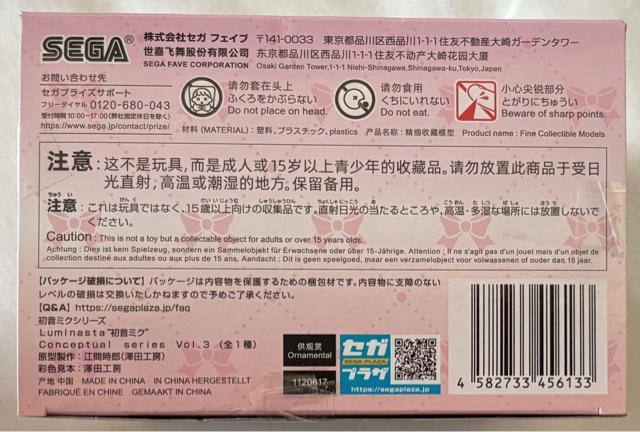 SEGA®
株式会社セガ フェイブ 〒141-0033 東京都品川区西品川1-1-1住友不動産大崎ガーデンタワー
世嘉飞舞股份有限公司 东京都品川区西品川1-1-1住友不动产大崎花园大厦
SEGA FAVE CORPORATION Osaki Garden Tower,1-1-1 Nishi-Shinagawa,Shinagawa-ku,Tokyo,Japan
お問い合わせ先
セガプライズサポート
フリーダイヤル 0120-680-043
受付時間 10:00~17:00(弊社指定休日を除く)
https://www.sega.jp/contact/prize/
请勿套在头上
ふくろをかぶらない
Do not place on head.
请勿食用
くちにいれない
Do not eat.
小心尖锐部分
とがりにちゅうい
Beware of sharp points.
材料 (MATERIAL) : 塑料、プラスチック、plastics 产品名称 : 精细收藏模型 Product name : Fine Collectible Models
注意 : 这不是玩具,而是成人或15岁以上青少年的收藏品。请勿放置此商品于受日
光直射,高温或潮湿的地方。保留备用。
注意 : これは玩具ではなく、15歳以上向けの収集品です。直射日光の当たるところや、高温・多湿な場所には放置しないで
ください。
Caution : This is not a toy but a collectable object for adults or over 15 years olds.
Achtung : Dies ist kein Spielzeug, sondern ein Sammelobjekt für Erwachsene oder über 15-Jährige. Attention : Il ne s'agit pas d'un jouet mais d'un objet de
collection destiné aux adultes ou aux plus de 15 ans. Aandacht : Dit is geen speelgoed, maar een verzamelobject voor volwassenen of ouder dan 15 jaar.
【パッケージ破損について】パッケージは内容物を保護するための梱包材です。内容物に支障のない
レベルの破損は交換いたしかねますので予めご了承ください。
【Q&A】https://segaplaza.jp/faq
初音ミクシリーズ
Luminasta“初音ミク”
Conceptual series Vol.3 (全1種)
原型製作 : 江間時郎(澤田工房)
彩色見本 : 澤田工房
产地 中国 MADE IN CHINA IN CHINA HERGESTELLT
FABRIQUÉ EN CHINE GEMAAKT IN CHINA
供观赏
Ornamental
1120817
セガ
SEGA PLAZA
プラザ
https://segaplaza.jp
4 582733 456133